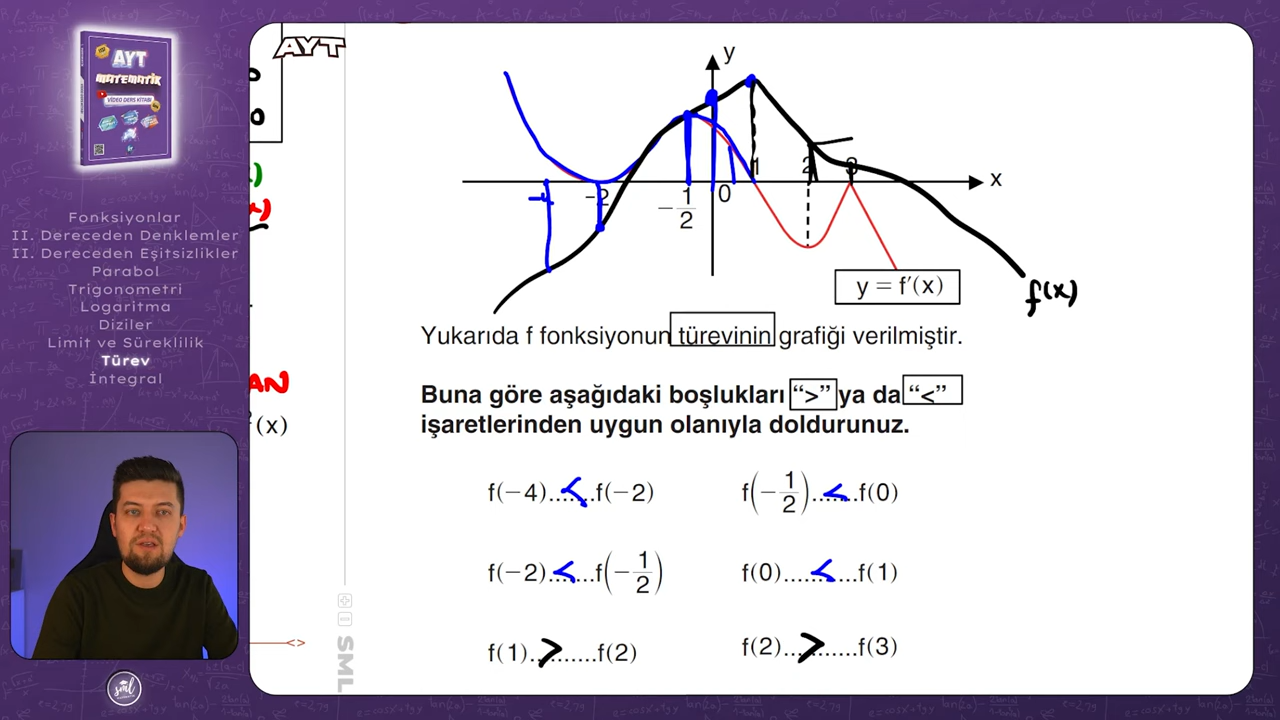 AYT
MATEMATİK
VİDEO DERS KİTABI
Fonksiyonlar
II. Dereceden Denklemler
II. Dereceden Eşitsizlikler
Parabol
Trigonometri
Logaritma
Diziler
Limit ve Süreklilik
Türev
İntegral
sml
AYT
y
x
-4
-2
-1/2
0
1
2
3
y = f'(x)
f(x)
Yukarıda f fonksiyonun türevinin grafiği verilmiştir.
Buna göre aşağıdaki boşlukları “>” ya da “<”
işaretlerinden uygun olanıyla doldurunuz.
f(−4)...<...f(−2)
f(−1/2)...<...f(0)
f(−2)...<...f(−1/2)
f(0)...<...f(1)
f(1)...>...f(2)
f(2)...>...f(3)
AN
(x)
<>
SML